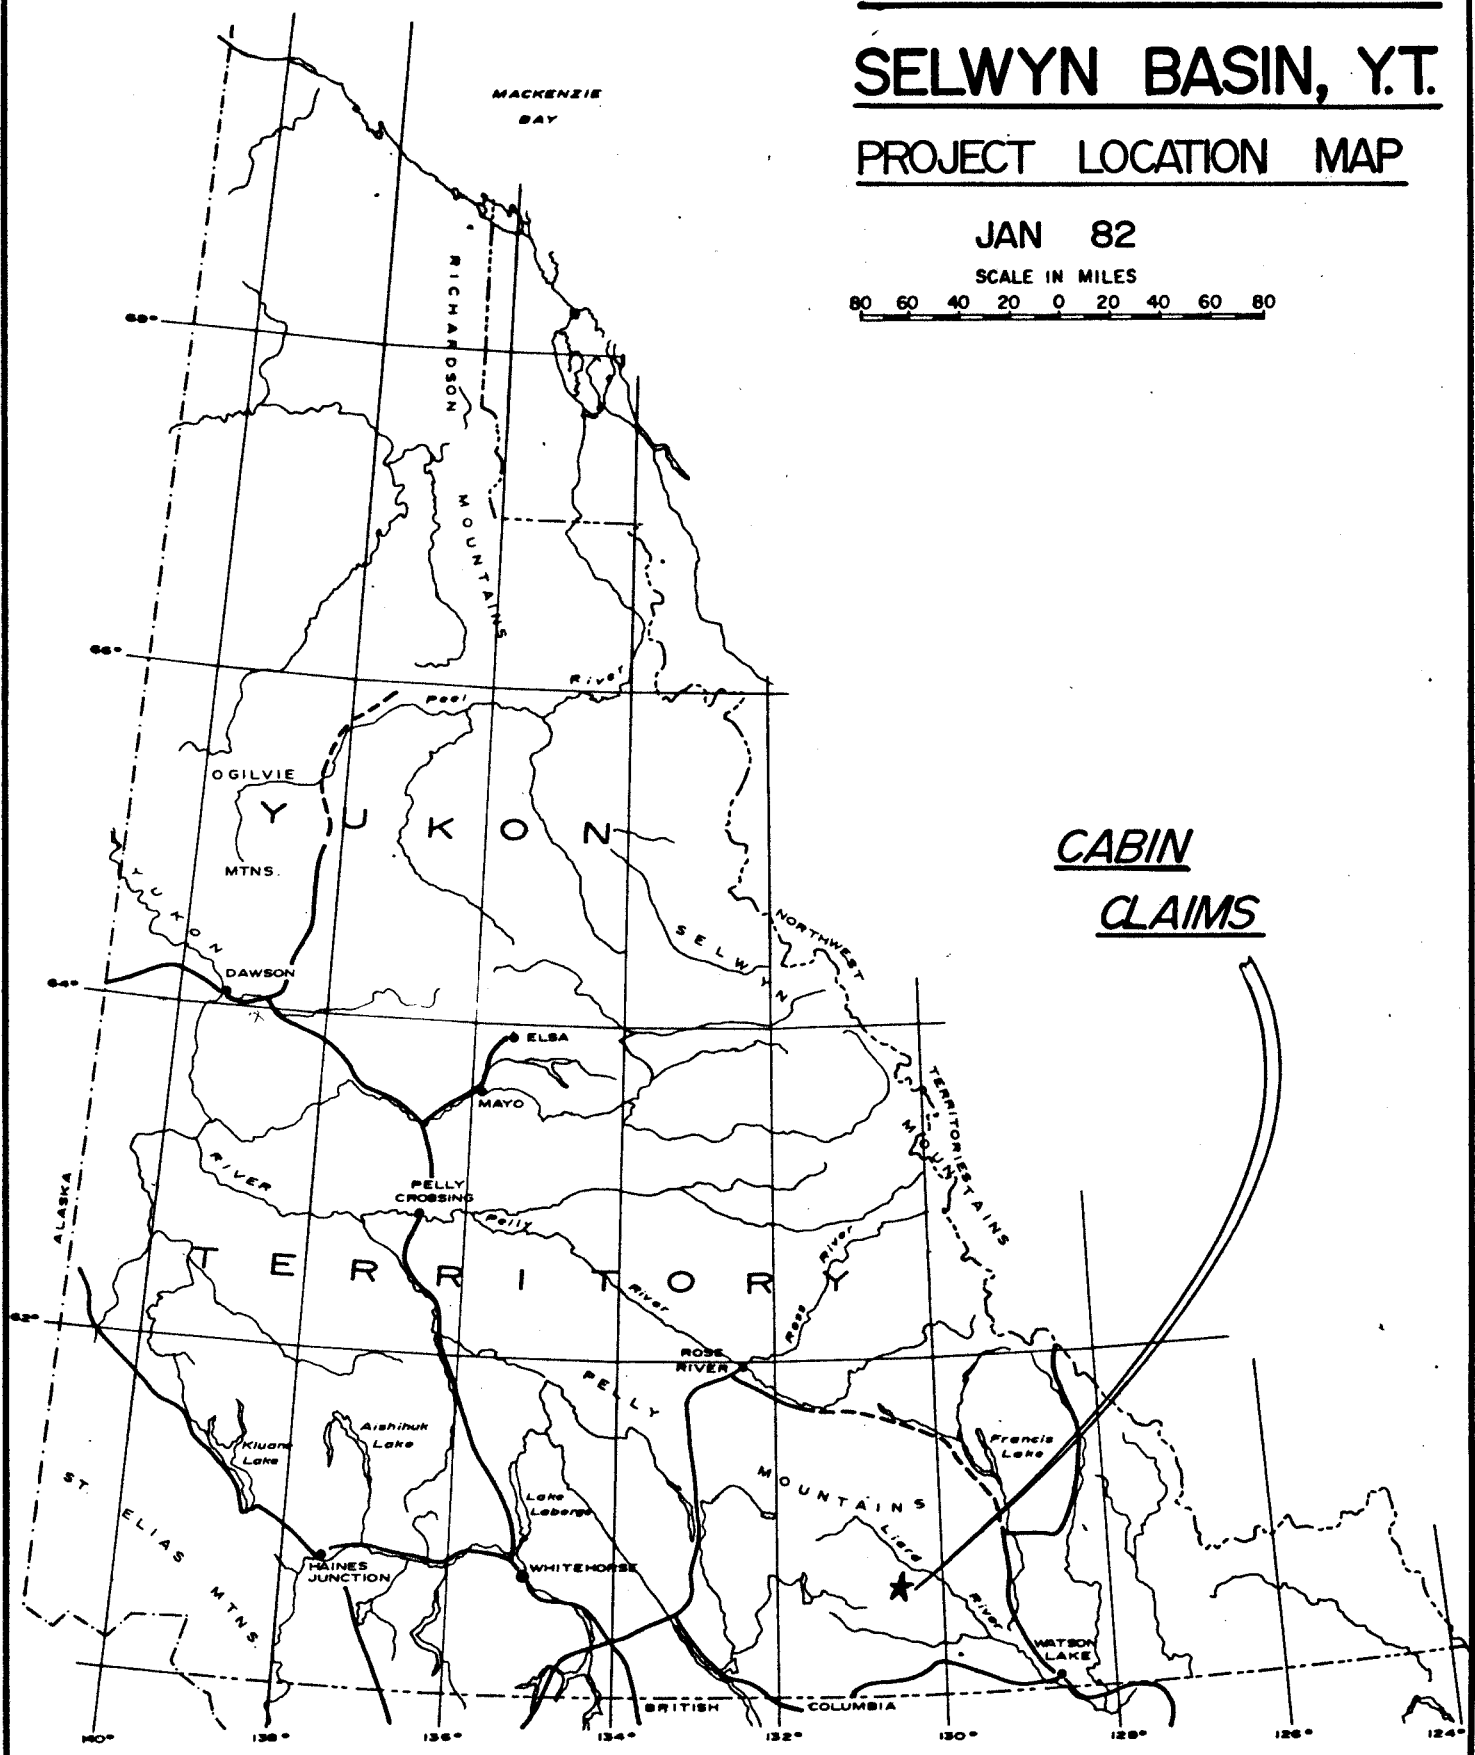 SELWYN BASIN, Y.T.
PROJECT LOCATION MAP
JAN 82
SCALE IN MILES
80 60 40 20 0 20 40 60 80
MACKENZIE
BAY
RICHARDSON
MOUNTAINS
68°
66°
Peel River
OGILVIE
MTNS.
YUKON
YUKON
DAWSON
64°
SELWYN
NORTHWEST
TERRITORIES
MOUNTAINS
CABIN
CLAIMS
ELSA
MAYO
RIVER
PELLY
CROSSING
Pelly
River
ALASKA
TERRITORY
Ross River
62°
ROSS
RIVER
PELLY
MOUNTAINS
Kluane
Lake
Aishihuk
Lake
Francis
Lake
Lake
Laberge
ST. ELIAS MTNS.
Liard
River
HAINES
JUNCTION
WHITEHORSE
WATSON
LAKE
BRITISH COLUMBIA
140° 138° 136° 134° 132° 130° 128° 126° 124°